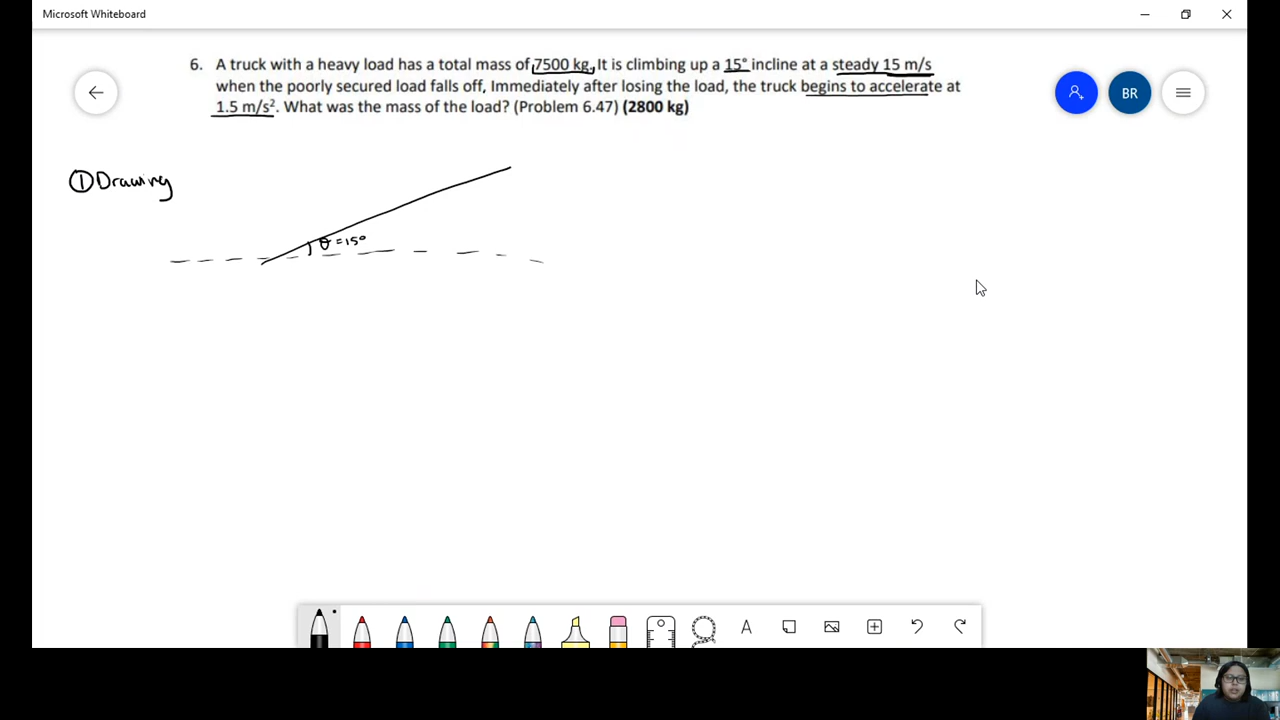 Microsoft Whiteboard
6. A truck with a heavy load has a total mass of 7500 kg. It is climbing up a 15° incline at a steady 15 m/s
when the poorly secured load falls off. Immediately after losing the load, the truck begins to accelerate at
1.5 m/s². What was the mass of the load? (Problem 6.47) (2800 kg)
BR
① Drawing
θ = 15°
A